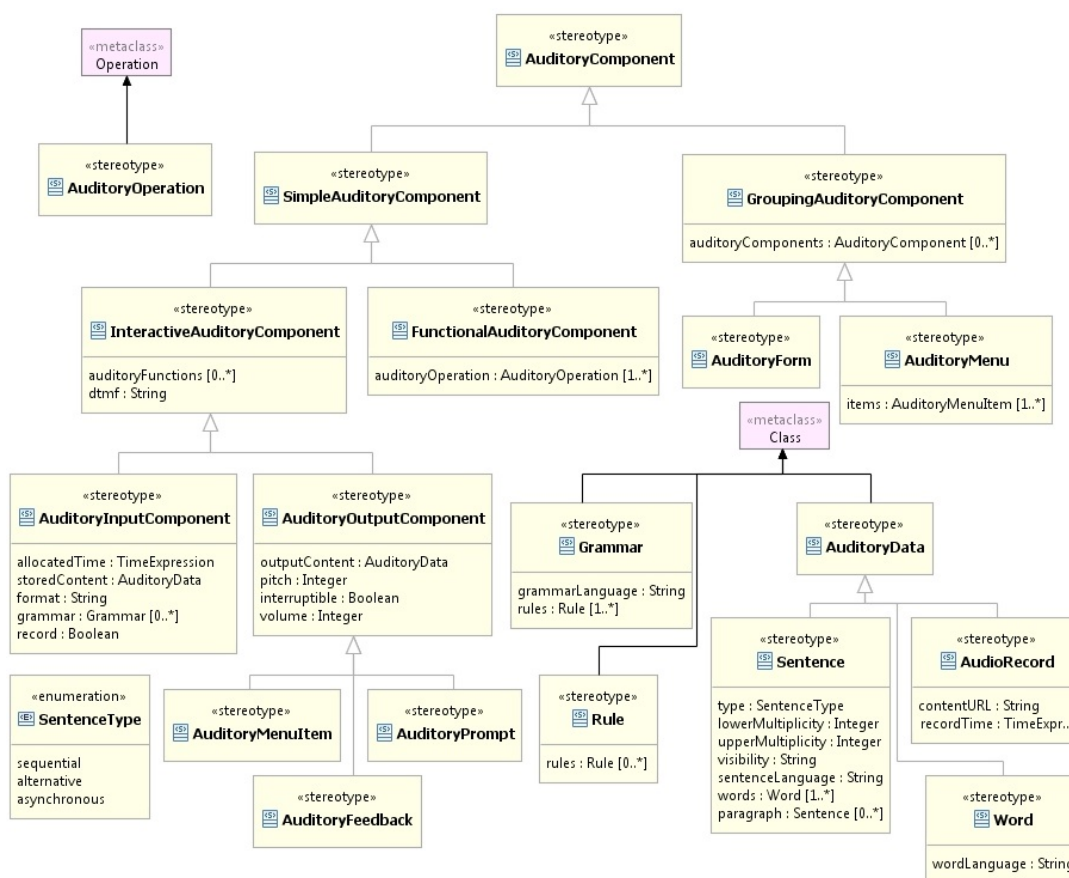 «metaclass»
Operation
«stereotype»
AuditoryOperation
«stereotype»
AuditoryComponent
«stereotype»
SimpleAuditoryComponent
«stereotype»
GroupingAuditoryComponent
auditoryComponents : AuditoryComponent [0..*]
«stereotype»
InteractiveAuditoryComponent
auditoryFunctions [0..*]
dtmf : String
«stereotype»
FunctionalAuditoryComponent
auditoryOperation : AuditoryOperation [1..*]
«stereotype»
AuditoryForm
«stereotype»
AuditoryMenu
items : AuditoryMenuItem [1..*]
«metaclass»
Class
«stereotype»
AuditoryInputComponent
allocatedTime : TimeExpression
storedContent : AuditoryData
format : String
grammar : Grammar [0..*]
record : Boolean
«stereotype»
AuditoryOutputComponent
outputContent : AuditoryData
pitch : Integer
interruptible : Boolean
volume : Integer
«stereotype»
Grammar
grammarLanguage : String
rules : Rule [1..*]
«stereotype»
AuditoryData
«enumeration»
SentenceType
sequential
alternative
asynchronous
«stereotype»
AuditoryMenuItem
«stereotype»
AuditoryPrompt
«stereotype»
AuditoryFeedback
«stereotype»
Rule
rules : Rule [0..*]
«stereotype»
Sentence
type : SentenceType
lowerMultiplicity : Integer
upperMultiplicity : Integer
visibility : String
sentenceLanguage : String
words : Word [1..*]
paragraph : Sentence [0..*]
«stereotype»
AudioRecord
contentURL : String
recordTime : TimeExpr..
«stereotype»
Word
wordLanguage : String